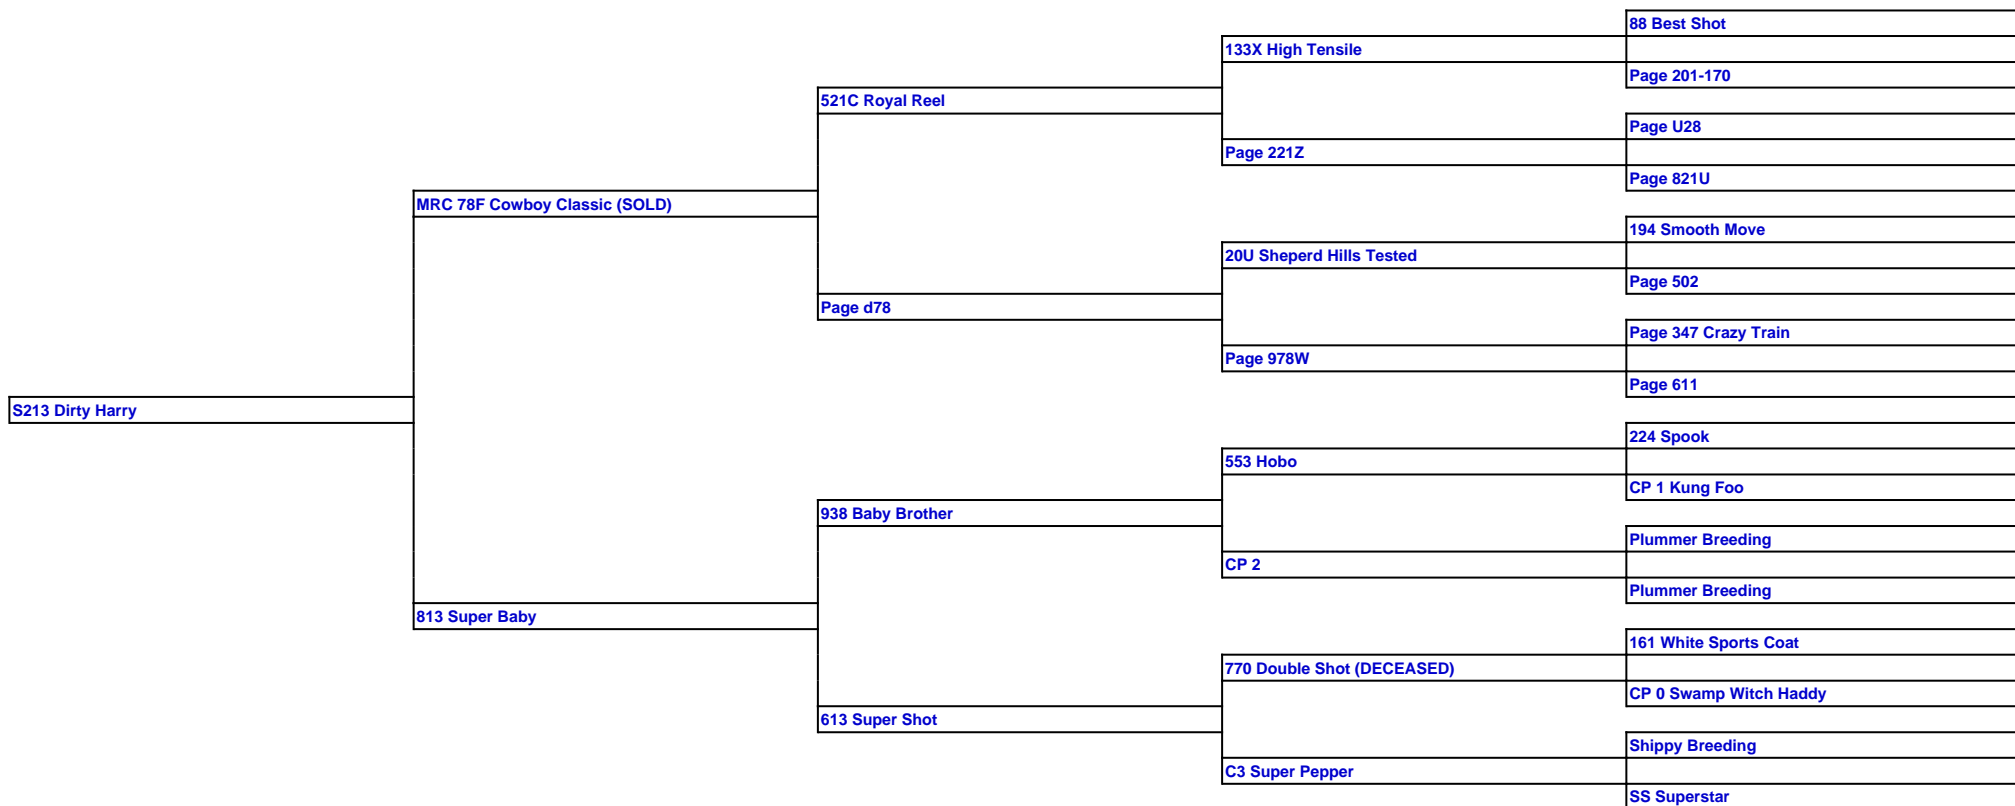 88 Best Shot
133X High Tensile
Page 201-170
521C Royal Reel
Page U28
Page 221Z
Page 821U
MRC 78F Cowboy Classic (SOLD)
194 Smooth Move
20U Sheperd Hills Tested
Page 502
Page d78
Page 347 Crazy Train
Page 978W
Page 611
S213 Dirty Harry
224 Spook
553 Hobo
CP 1 Kung Foo
938 Baby Brother
Plummer Breeding
CP 2
Plummer Breeding
813 Super Baby
161 White Sports Coat
770 Double Shot (DECEASED)
CP 0 Swamp Witch Haddy
613 Super Shot
Shippy Breeding
C3 Super Pepper
SS Superstar